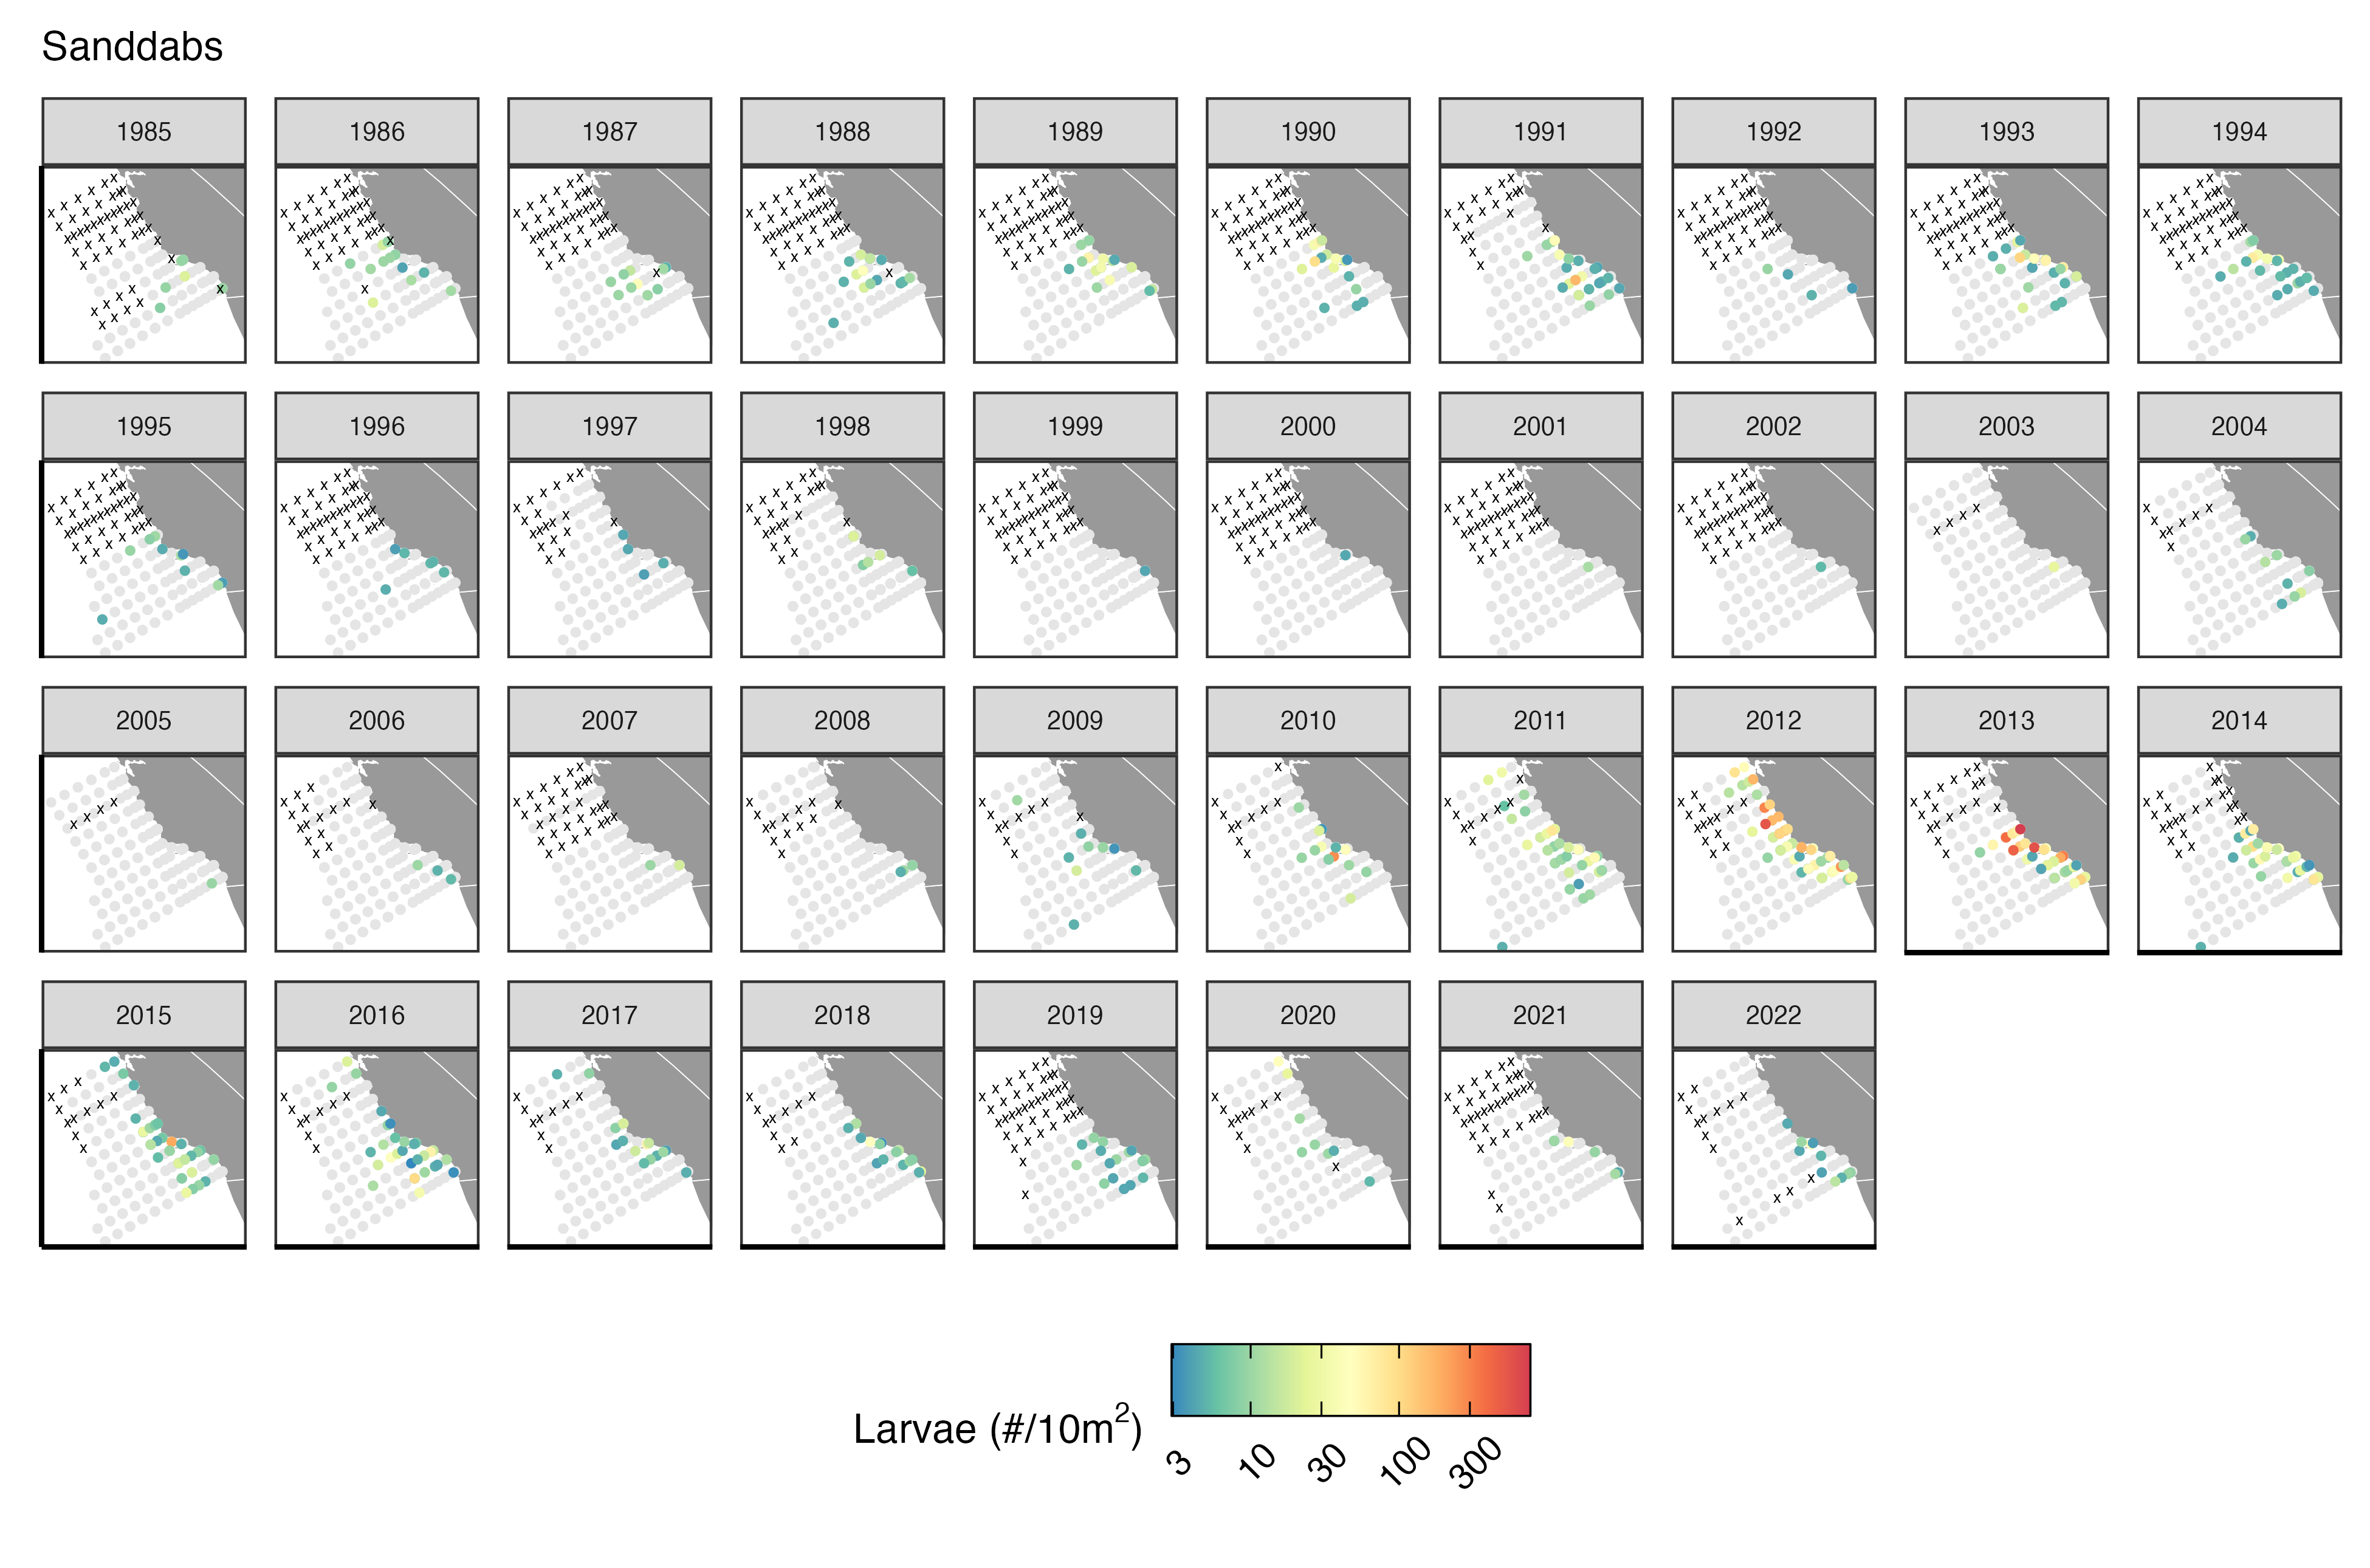 Sanddabs
1985 1986 1987 1988 1989 1990 1991 1992 1993 1994
1995 1996 1997 1998 1999 2000 2001 2002 2003 2004
2005 2006 2007 2008 2009 2010 2011 2012 2013 2014
2015 2016 2017 2018 2019 2020 2021 2022
Larvae (#/10m²)
3 10 30 100 300